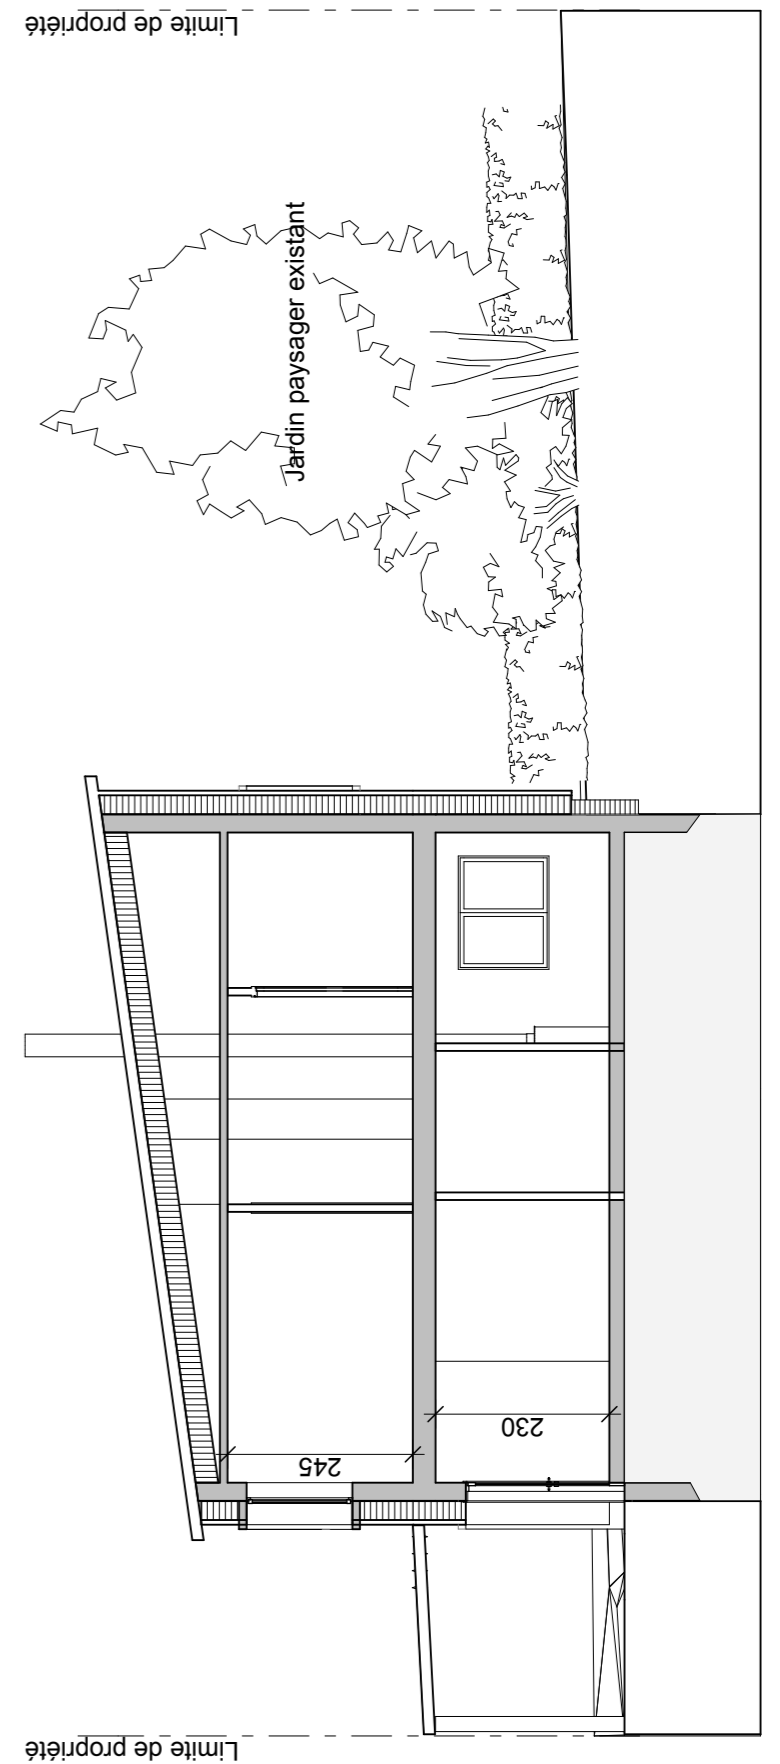 Limite de propriété
Jardin paysager existant
245
230
Limite de propriété